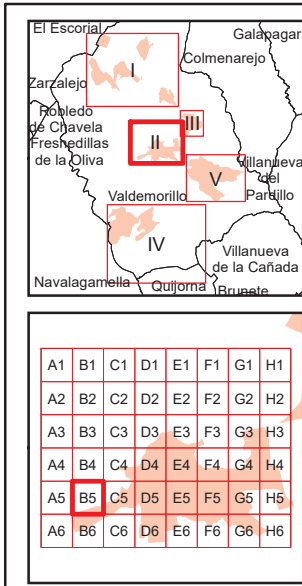 El Escorial
Galapagar
Colmenarejo
I
Zarzalejo
III
Robledo
de Chavela
Fresnedillas
de la Oliva
II
V
Villanueva
del
Pardillo
Valdemorillo
IV
Villanueva
de la Cañada
Navalagamella
Quijorna
Brunete
A1 B1 C1 D1 E1 F1 G1 H1
A2 B2 C2 D2 E2 F2 G2 H2
A3 B3 C3 D3 E3 F3 G3 H3
A4 B4 C4 D4 E4 F4 G4 H4
A5 B5 C5 D5 E5 F5 G5 H5
A6 B6 C6 D6 E6 F6 G6 H6